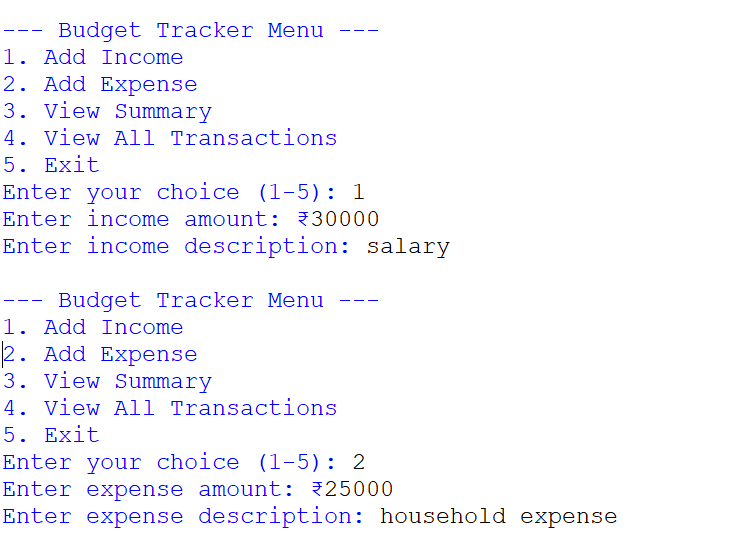 --- Budget Tracker Menu ---
1. Add Income
2. Add Expense
3. View Summary
4. View All Transactions
5. Exit
Enter your choice (1-5): 1
Enter income amount: ₹30000
Enter income description: salary
--- Budget Tracker Menu ---
1. Add Income
2. Add Expense
3. View Summary
4. View All Transactions
5. Exit
Enter your choice (1-5): 2
Enter expense amount: ₹25000
Enter expense description: household expense